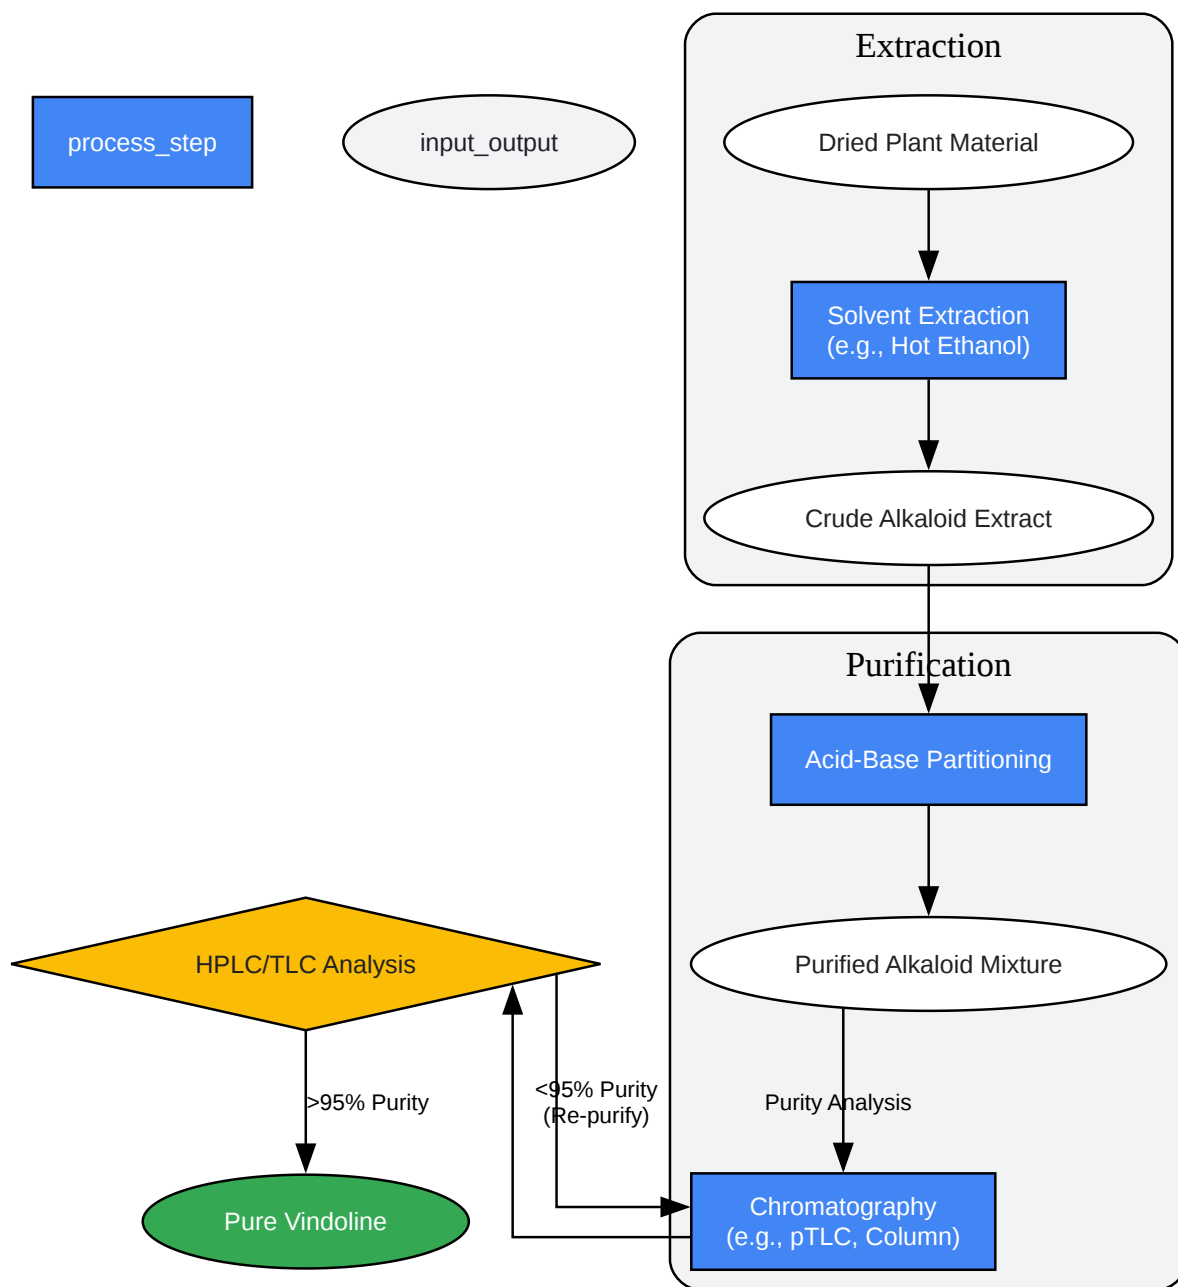 Extraction
process_step
input_output
Dried Plant Material
Solvent Extraction
(e.g., Hot Ethanol)
Crude Alkaloid Extract
Purification
Acid-Base Partitioning
HPLC/TLC Analysis
Purified Alkaloid Mixture
>95% Purity
<95% Purity
(Re-purify)
Purity Analysis
Pure Vindoline
Chromatography
(e.g., pTLC, Column)